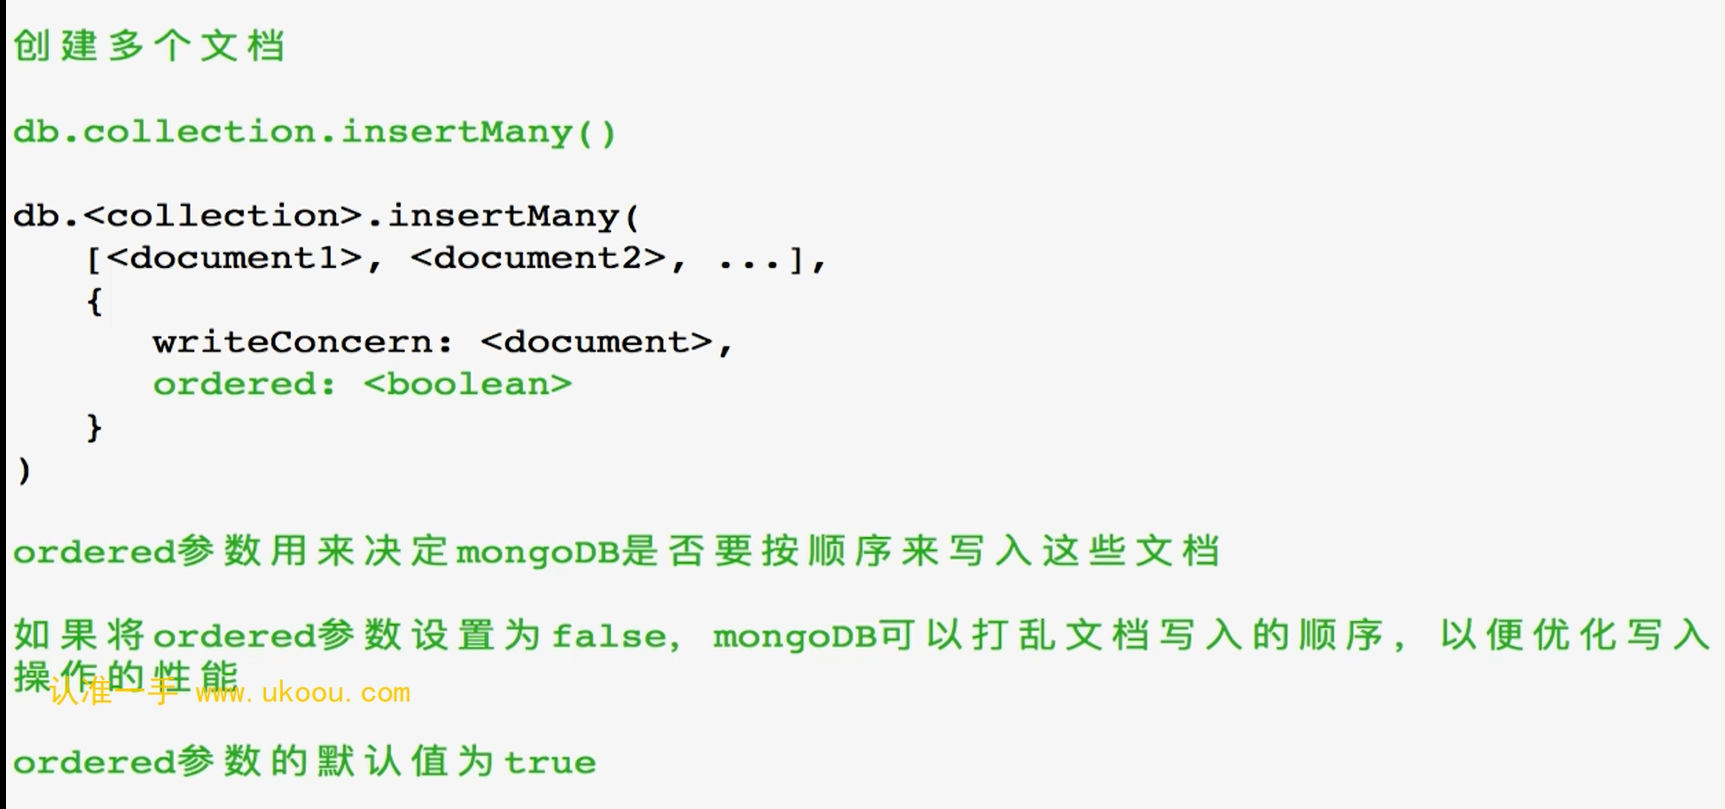 创建多个文档
db.collection.insertMany()
db.<collection>.insertMany(
[<document1>, <document2>, ...],
{
writeConcern: <document>,
ordered: <boolean>
}
)
ordered参数用来决定mongoDB是否要按顺序来写入这些文档
如果将ordered参数设置为false, mongoDB可以打乱文档写入的顺序, 以便优化写入
操作的性能
认准一手 www.ukoou.com
ordered参数的默认值为true